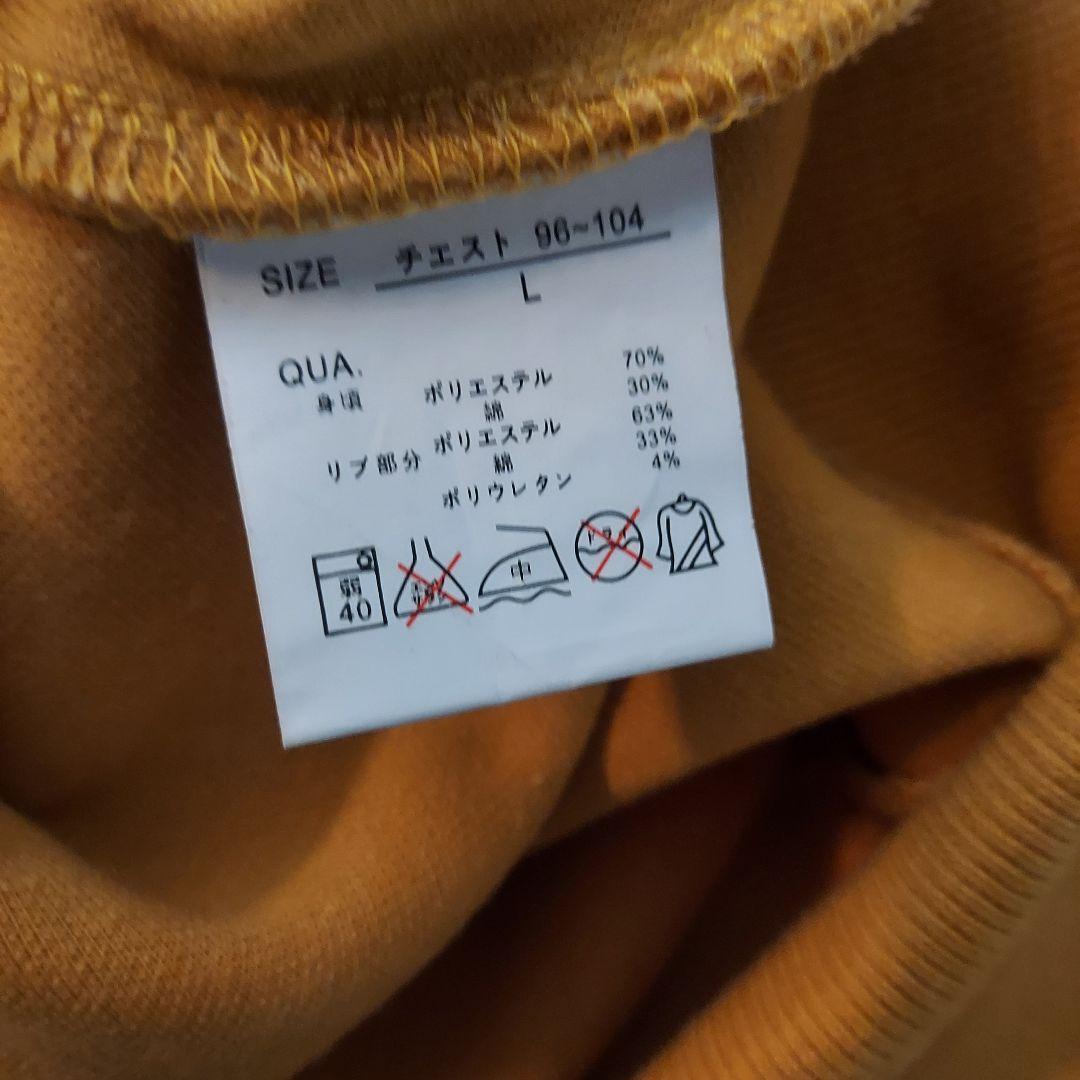 SIZE チェスト 96~104
L
QUA.
身頃 ポリエステル 70%
綿 30%
リブ部分 ポリエステル 63%
綿 33%
ポリウレタン 4%
弱
40
中